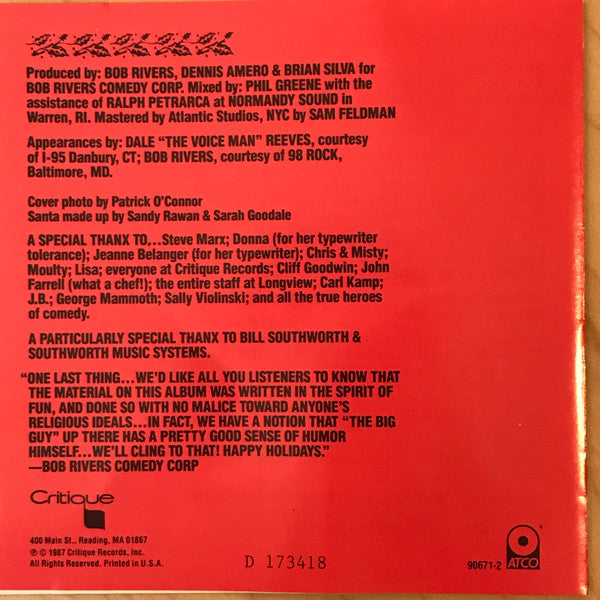 Produced by: BOB RIVERS, DENNIS AMERO & BRIAN SILVA for
BOB RIVERS COMEDY CORP. Mixed by: PHIL GREENE with the
assistance of RALPH PETRARCA at NORMANDY SOUND in
Warren, RI. Mastered by Atlantic Studios, NYC by SAM FELDMAN
Appearances by: DALE "THE VOICE MAN" REEVES, courtesy
of I-95 Danbury, CT; BOB RIVERS, courtesy of 98 ROCK,
Baltimore, MD.
Cover photo by Patrick O'Connor
Santa made up by Sandy Rawan & Sarah Goodale
A SPECIAL THANX TO,...Steve Marx; Donna (for her typewriter
tolerance); Jeanne Belanger (for her typewriter); Chris & Misty;
Moulty; Lisa; everyone at Critique Records; Cliff Goodwin; John
Farrell (what a chef!); the entire staff at Longview; Carl Kamp;
J.B.; George Mammoth; Sally Violinski; and all the true heroes
of comedy.
A PARTICULARLY SPECIAL THANX TO BILL SOUTHWORTH &
SOUTHWORTH MUSIC SYSTEMS.
"ONE LAST THING...WE'D LIKE ALL YOU LISTENERS TO KNOW THAT
THE MATERIAL ON THIS ALBUM WAS WRITTEN IN THE SPIRIT OF
FUN, AND DONE SO WITH NO MALICE TOWARD ANYONE'S
RELIGIOUS IDEALS...IN FACT, WE HAVE A NOTION THAT "THE BIG
GUY" UP THERE HAS A PRETTY GOOD SENSE OF HUMOR
HIMSELF...WE'LL CLING TO THAT! HAPPY HOLIDAYS."
—BOB RIVERS COMEDY CORP
Critique
400 Main St., Reading, MA 01867
℗ © 1987 Critique Records, Inc.
All Rights Reserved. Printed in U.S.A.
D 173418
90671-2
ATCO